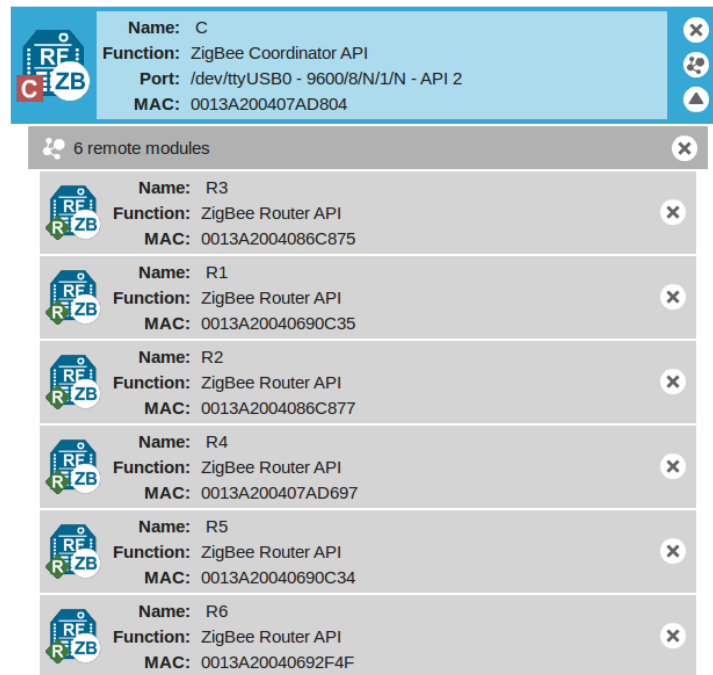 Name: C
Function: ZigBee Coordinator API
Port: /dev/ttyUSB0 - 9600/8/N/1/N - API 2
MAC: 0013A200407AD804
RF
C ZB
6 remote modules
Name: R3
Function: ZigBee Router API
MAC: 0013A2004086C875
RF
R ZB
Name: R1
Function: ZigBee Router API
MAC: 0013A20040690C35
RF
R ZB
Name: R2
Function: ZigBee Router API
MAC: 0013A2004086C877
RF
R ZB
Name: R4
Function: ZigBee Router API
MAC: 0013A200407AD697
RF
R ZB
Name: R5
Function: ZigBee Router API
MAC: 0013A20040690C34
RF
R ZB
Name: R6
Function: ZigBee Router API
MAC: 0013A20040692F4F
RF
R ZB